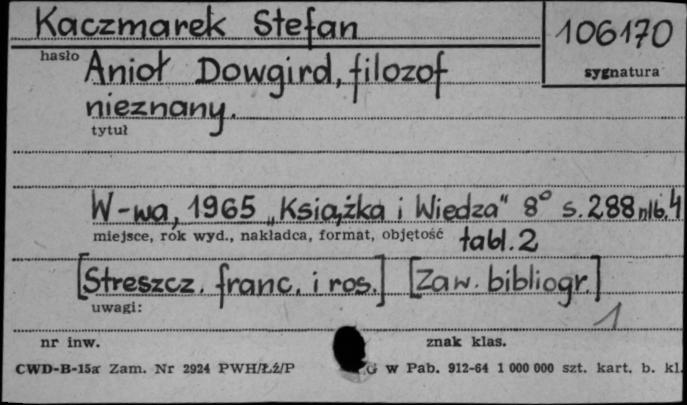 Kaczmarek Stefan
106170
hasło
sygnatura
Anioł Dowgird, filozof
nieznany.
tytuł
W-wa, 1965 „Książka i Wiedza" 8° s. 288 nlb. 4
miejsce, rok wyd., nakładca, format, objętość
tabl. 2
[Streszcz. franc. i ros.] [Zaw. bibliogr.]
uwagi:
1
nr inw.
znak klas.
CWD-B-15a Zam. Nr 2924 PWH/Łź/P
G w Pab. 912-64 1 000 000 szt. kart. b. kl.